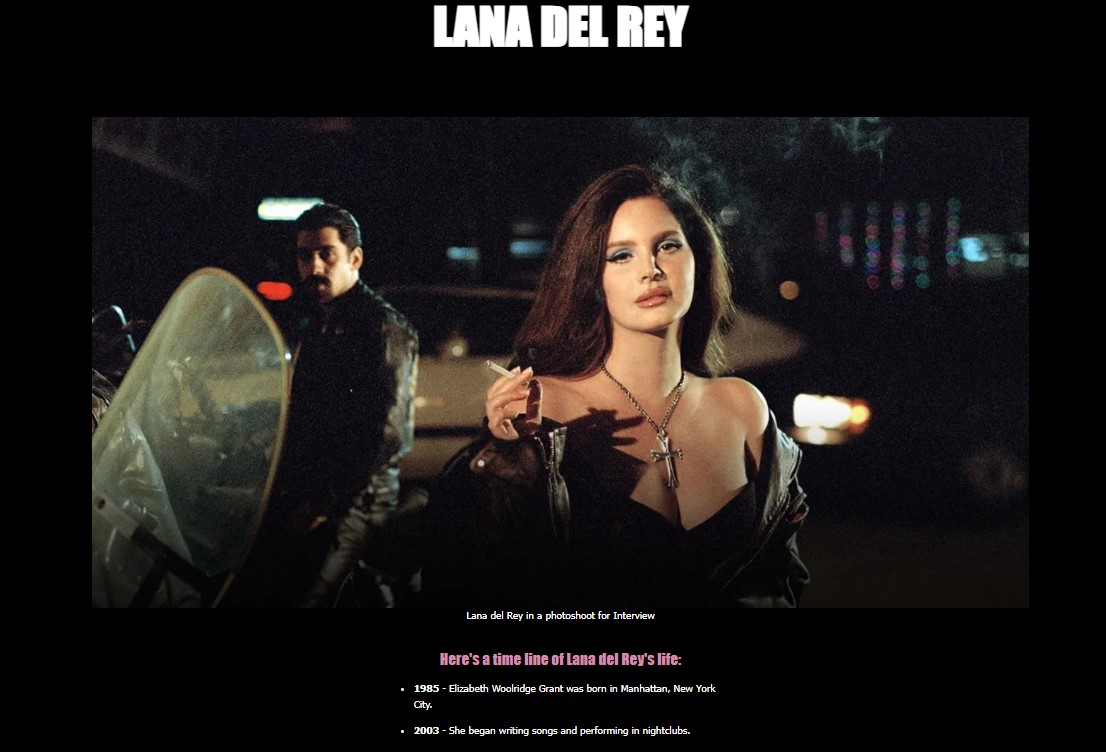 LANA DEL REY
Lana del Rey in a photoshoot for Interview
Here's a time line of Lana del Rey's life:
• 1985 - Elizabeth Woolridge Grant was born in Manhattan, New York
City.
• 2003 - She began writing songs and performing in nightclubs.